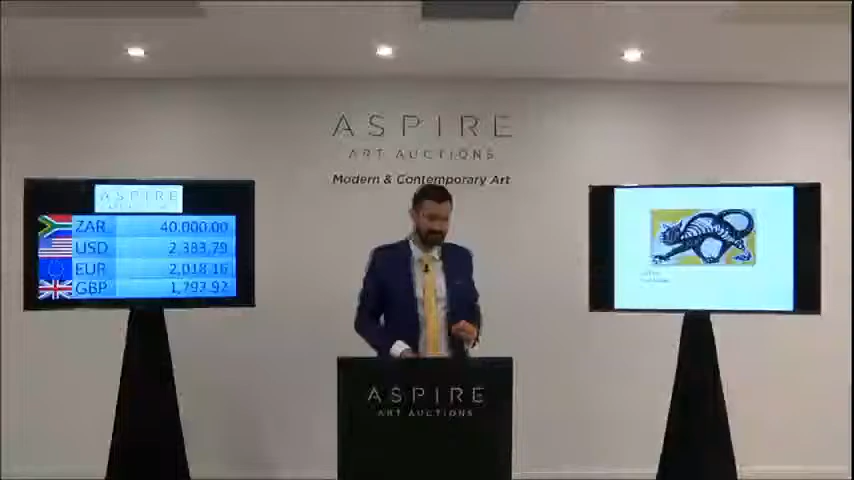 ASPIRE
ART AUCTIONS
Modern & Contemporary Art
ASPIRE
ZAR 40,000.00
USD 2,383.79
EUR 2,018.16
GBP 1,792.92
ASPIRE
ART AUCTIONS